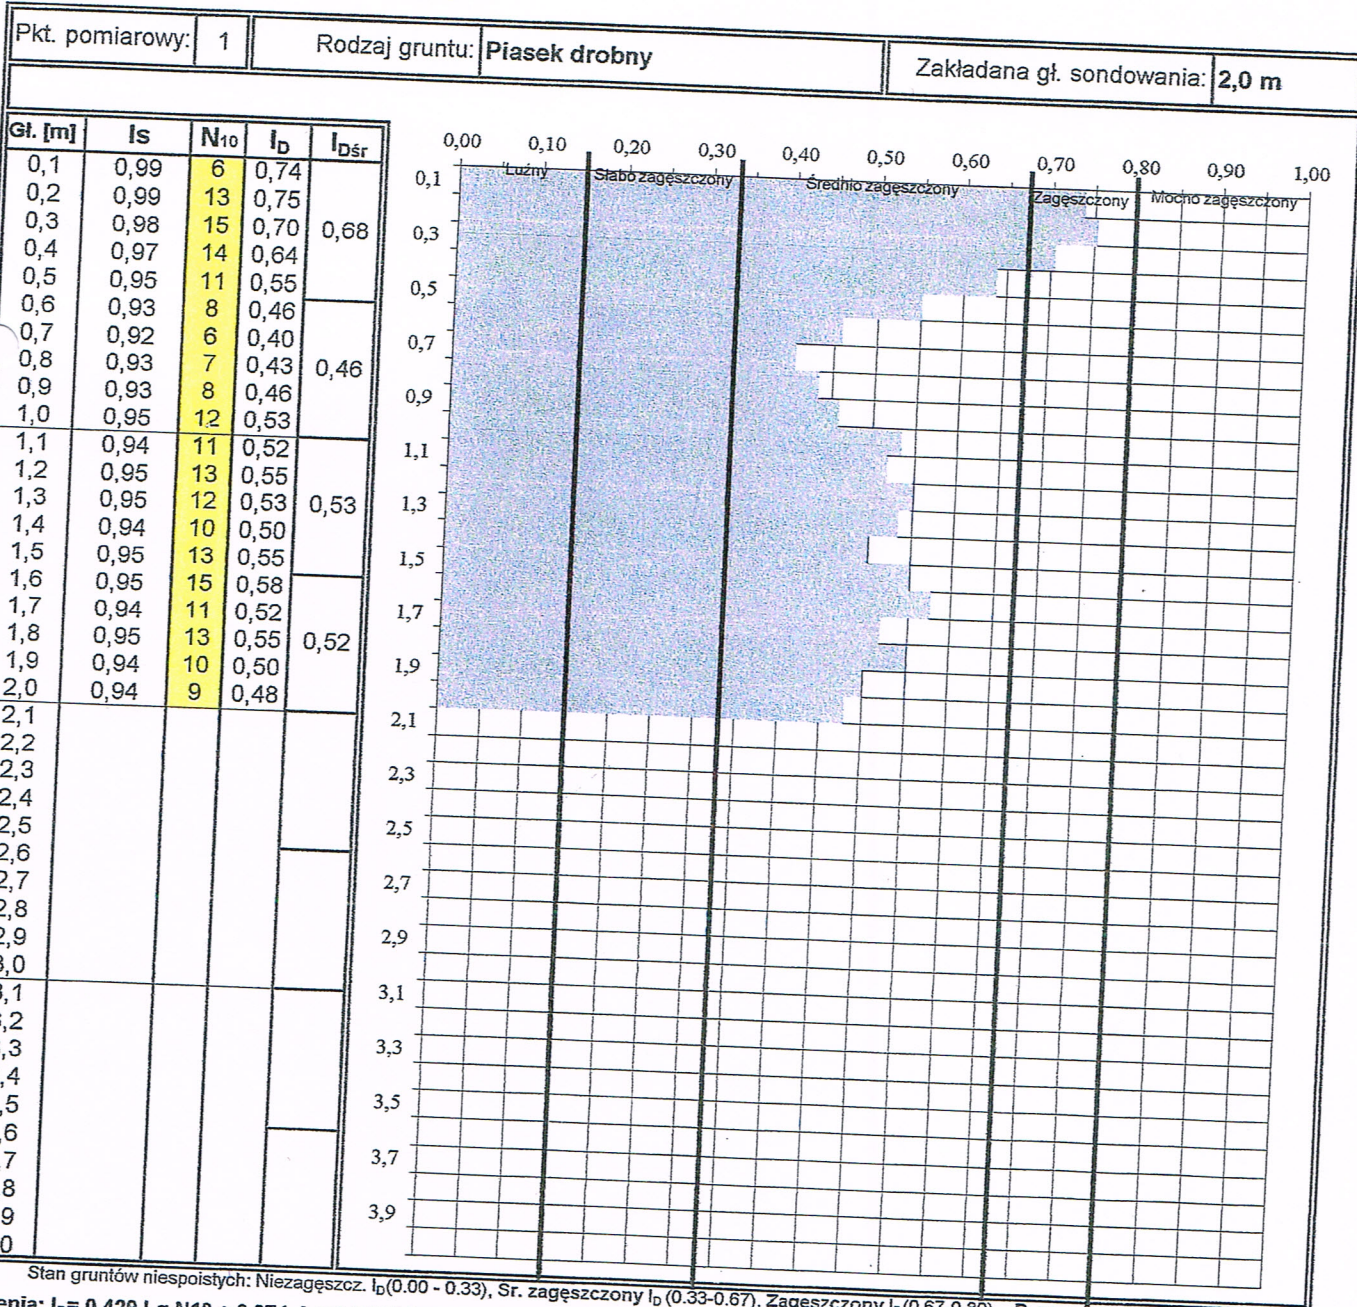 Pkt. pomiarowy: 1 Rodzaj gruntu: Piasek drobny Zakładana gł. sondowania: 2,0 m
Gł. [m] Is N10 ID IDśr
0,1 0,99 6 0,74
0,2 0,99 13 0,75
0,3 0,98 15 0,70 0,68
0,4 0,97 14 0,64
0,5 0,95 11 0,55
0,6 0,93 8 0,46
0,7 0,92 6 0,40
0,8 0,93 7 0,43 0,46
0,9 0,93 8 0,46
1,0 0,95 12 0,53
1,1 0,94 11 0,52
1,2 0,95 13 0,55
1,3 0,95 12 0,53 0,53
1,4 0,94 10 0,50
1,5 0,95 13 0,55
1,6 0,95 15 0,58
1,7 0,94 11 0,52
1,8 0,95 13 0,55 0,52
1,9 0,94 10 0,50
2,0 0,94 9 0,48
2,1
2,2
2,3
2,4
2,5
2,6
2,7
2,8
2,9
3,0
,1
,2
,3
,4
,5
,6
7
8
9
0
0,00 0,10 0,20 0,30 0,40 0,50 0,60 0,70 0,80 0,90 1,00
Luźny Słabo zagęszczony Średnio zagęszczony Zagęszczony Mocno zagęszczony
0,1
0,3
0,5
0,7
0,9
1,1
1,3
1,5
1,7
1,9
2,1
2,3
2,5
2,7
2,9
3,1
3,3
3,5
3,7
3,9
Stan gruntów niespoistych: Niezagęszcz. ID(0.00 - 0.33), Śr. zagęszczony ID (0.33-0.67), Zagęszczony